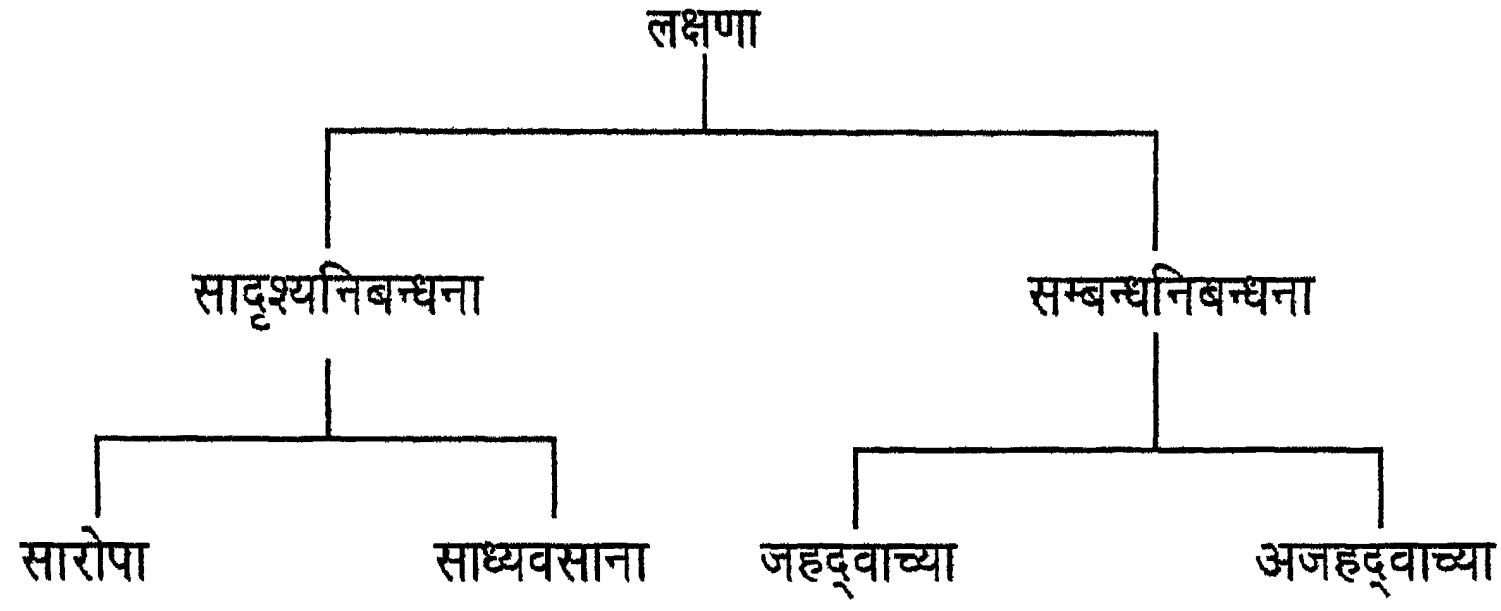 लक्षणा
सादृश्यनिबन्धना सम्बन्धनिबन्धना
सारोपा साध्यवसाना जहद्वाच्या अजहद्वाच्या